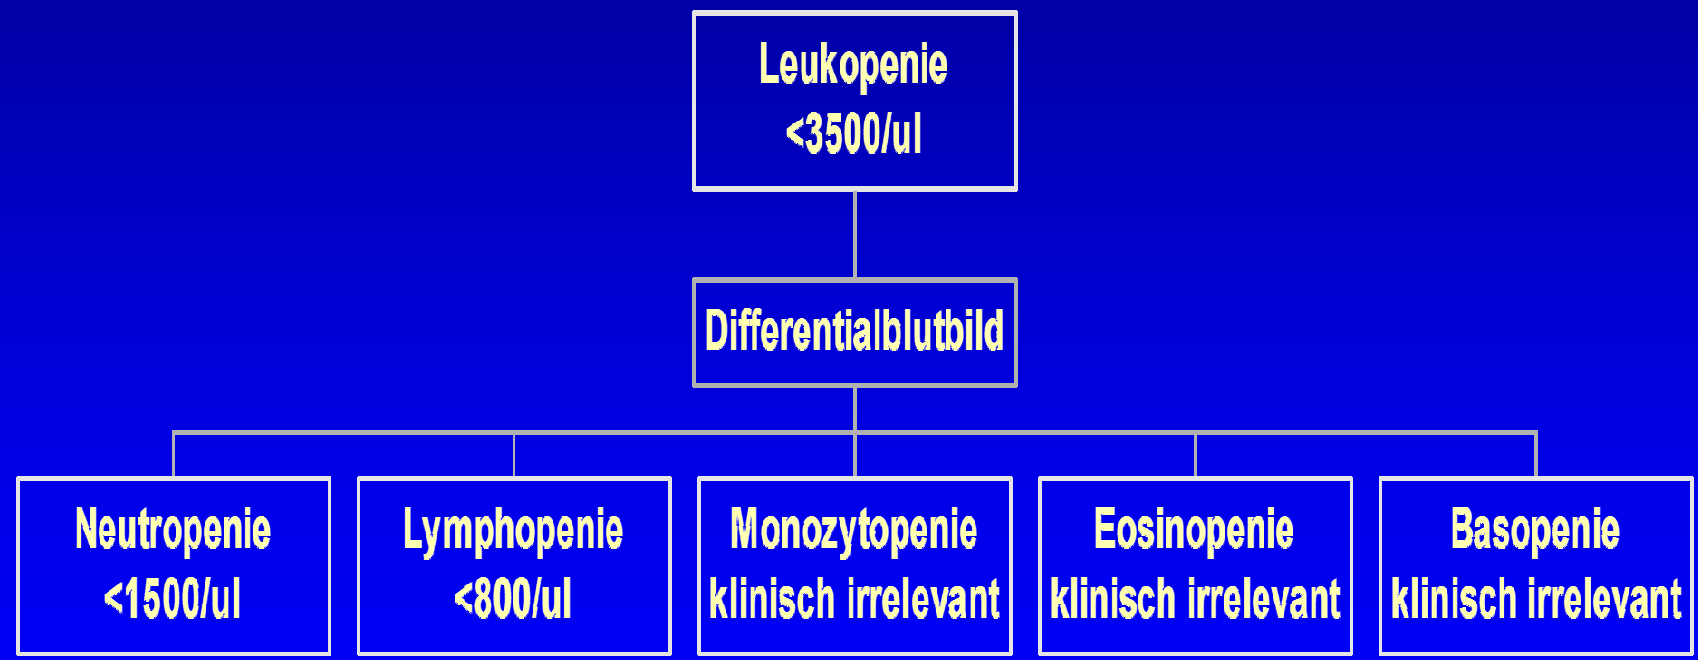 Leukopenie
<3500/ul
Differentialblutbild
Neutropenie
<1500/ul
Lymphopenie
<800/ul
Monozytopenie
klinisch irrelevant
Eosinopenie
klinisch irrelevant
Basopenie
klinisch irrelevant